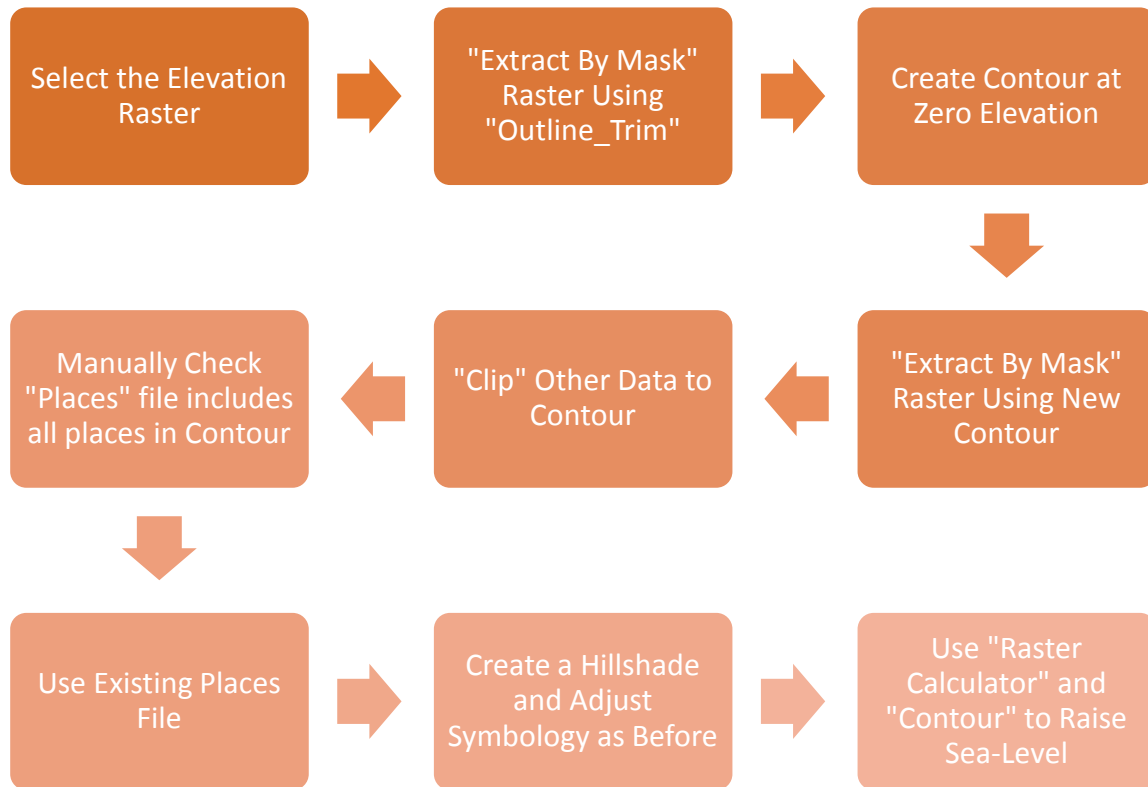 Select the Elevation
Raster
"Extract By Mask"
Raster Using
"Outline_Trim"
Create Contour at
Zero Elevation
"Extract By Mask"
Raster Using New
Contour
"Clip" Other Data to
Contour
Manually Check
"Places" file includes
all places in Contour
Use Existing Places
File
Create a Hillshade
and Adjust
Symbology as Before
Use "Raster
Calculator" and
"Contour" to Raise
Sea-Level